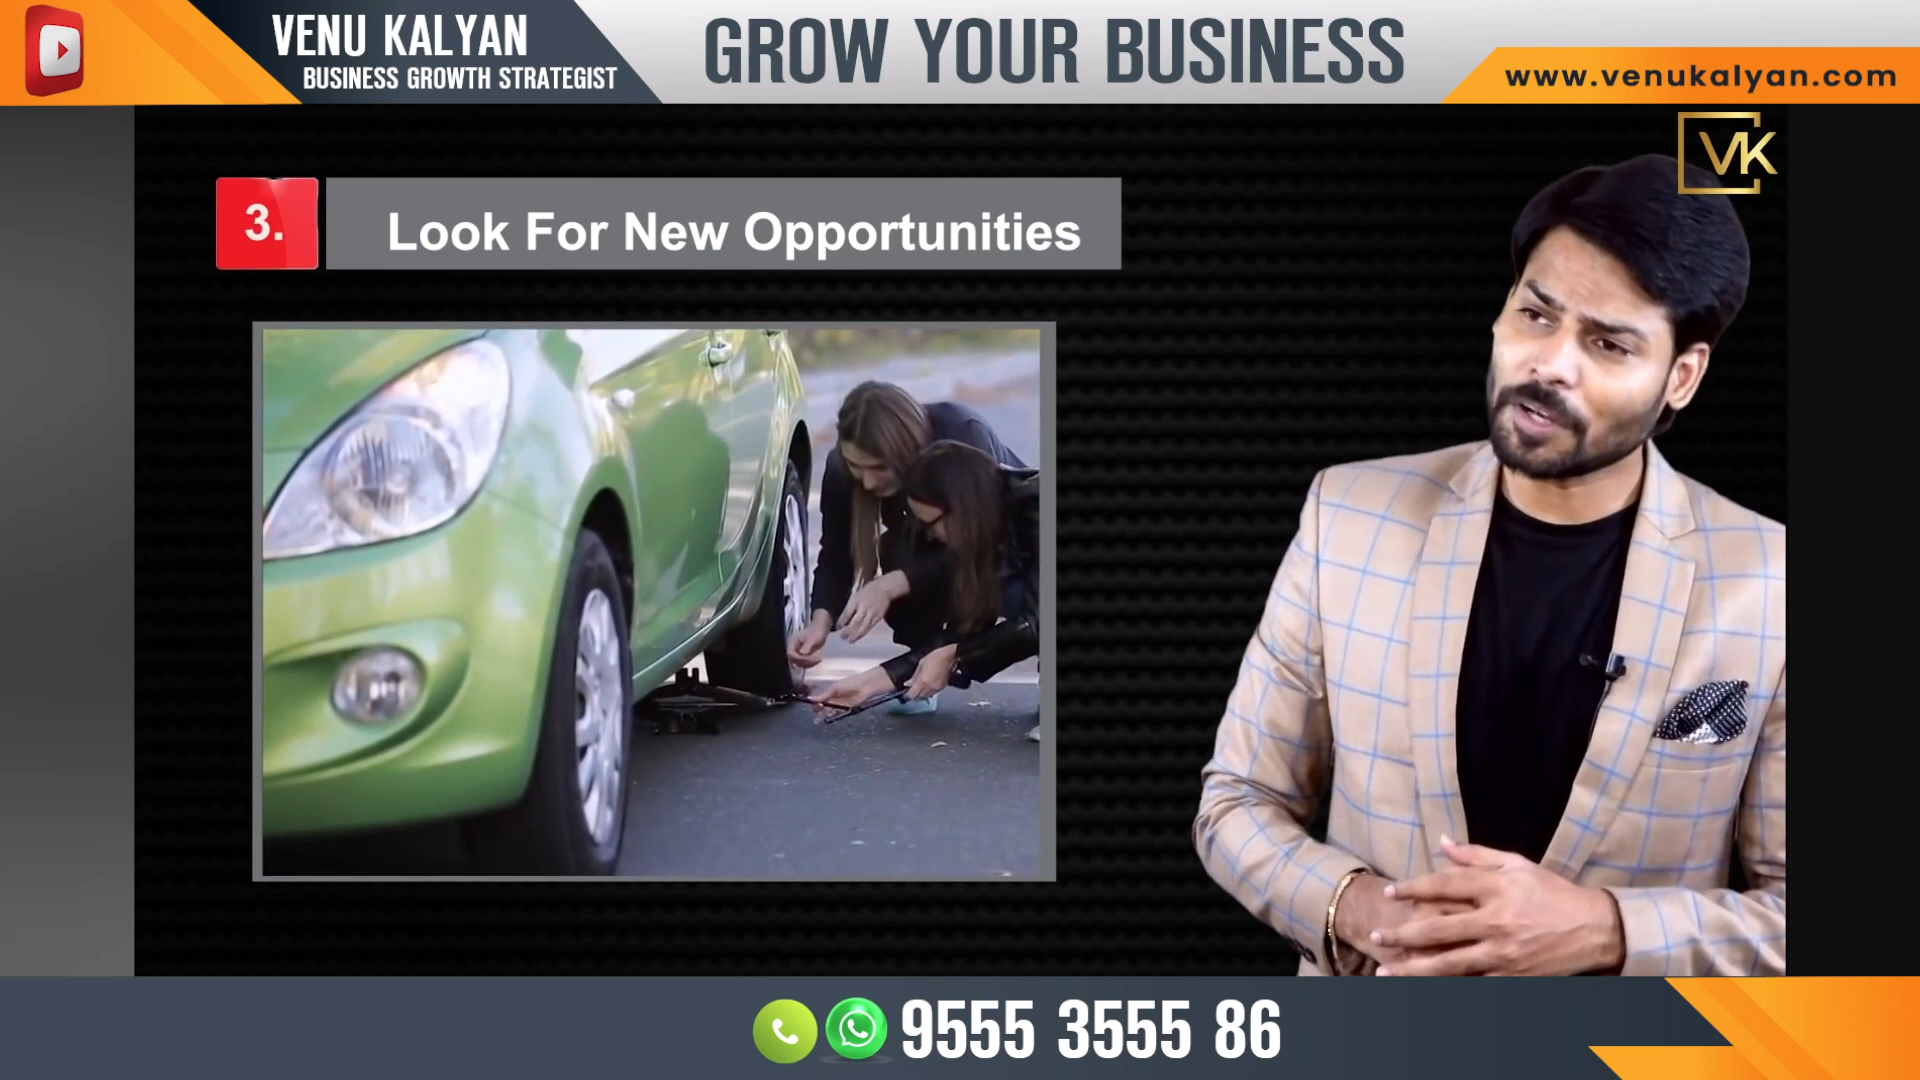 VENU KALYAN
BUSINESS GROWTH STRATEGIST
GROW YOUR BUSINESS
www.venukalyan.com
VK
3.
Look For New Opportunities
9555 3555 86